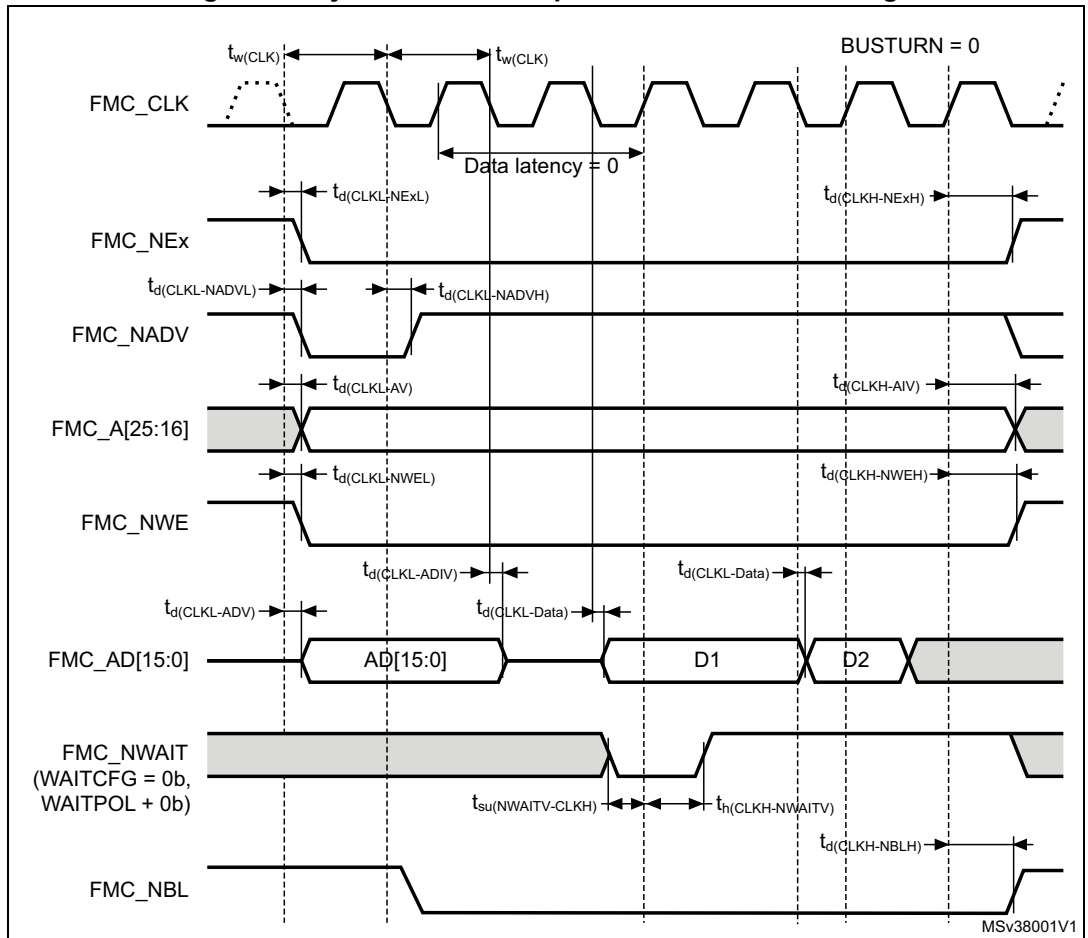 tw(CLK) tw(CLK) BUSTURN = 0
FMC_CLK
Data latency = 0
td(CLKL-NExL) td(CLKH-NExH)
FMC_NEx
td(CLKL-NADVL) td(CLKL-NADVH)
FMC_NADV
td(CLKL-AV) td(CLKH-AIV)
FMC_A[25:16]
td(CLKL-NWEL) td(CLKH-NWEH)
FMC_NWE
td(CLKL-ADIV) td(CLKL-Data)
td(CLKL-ADV) td(CLKL-Data)
FMC_AD[15:0] AD[15:0] D1 D2
FMC_NWAIT
(WAITCFG = 0b,
WAITPOL + 0b)
tsu(NWAITV-CLKH) th(CLKH-NWAITV)
td(CLKH-NBLH)
FMC_NBL
MSv38001V1